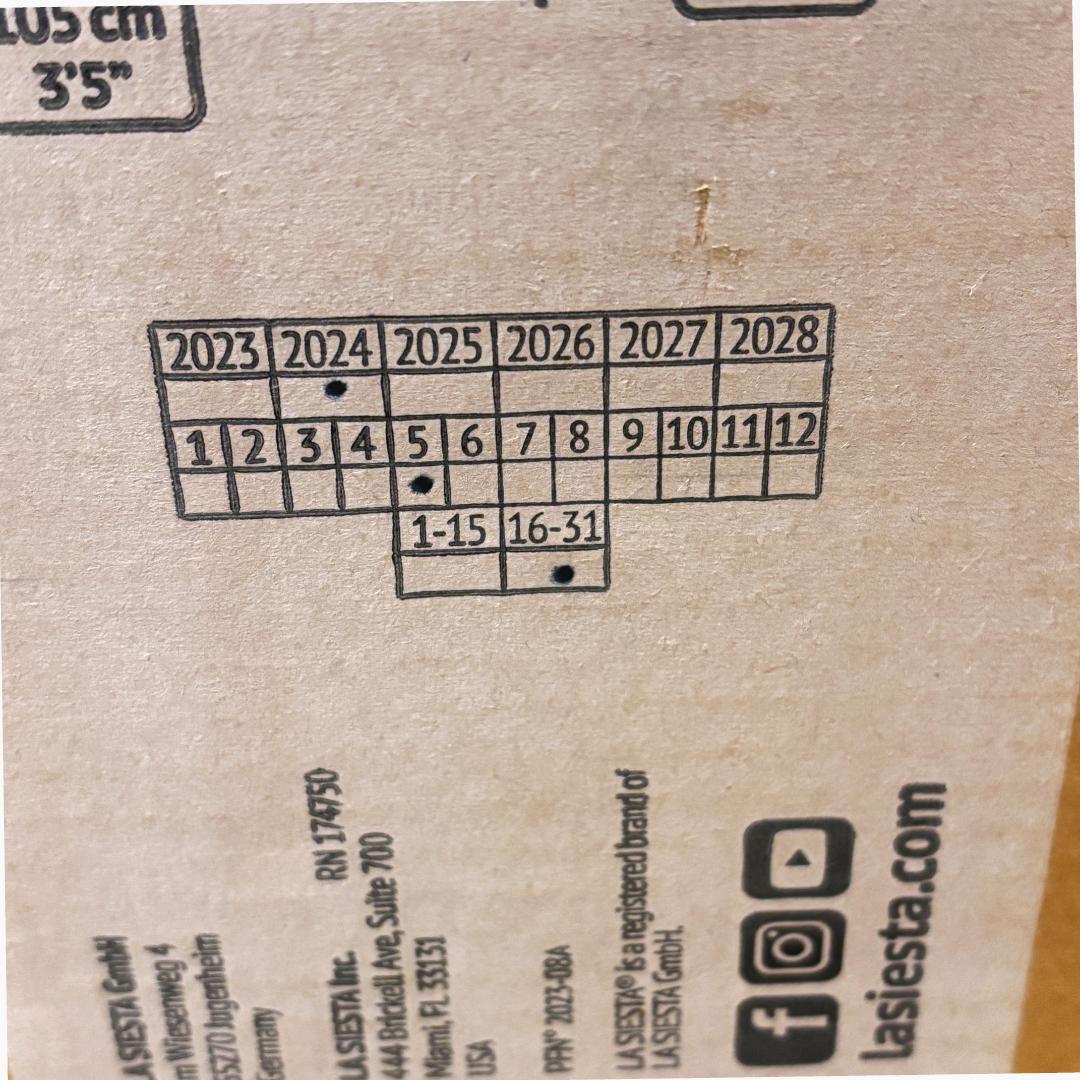 105 cm
3'5"
2023 2024 2025 2026 2027 2028
1 2 3 4 5 6 7 8 9 10 11 12
1-15 16-31
LA SIESTA GmbH
Wiesenweg 4
55270 Jugenheim
Germany
RN 174750
LA SIESTA Inc.
444 Brickell Ave, Suite 700
Miami, FL 33131
USA
PFN° 2023-08A
LA SIESTA® is a registered brand of
LA SIESTA GmbH.
lasiesta.com